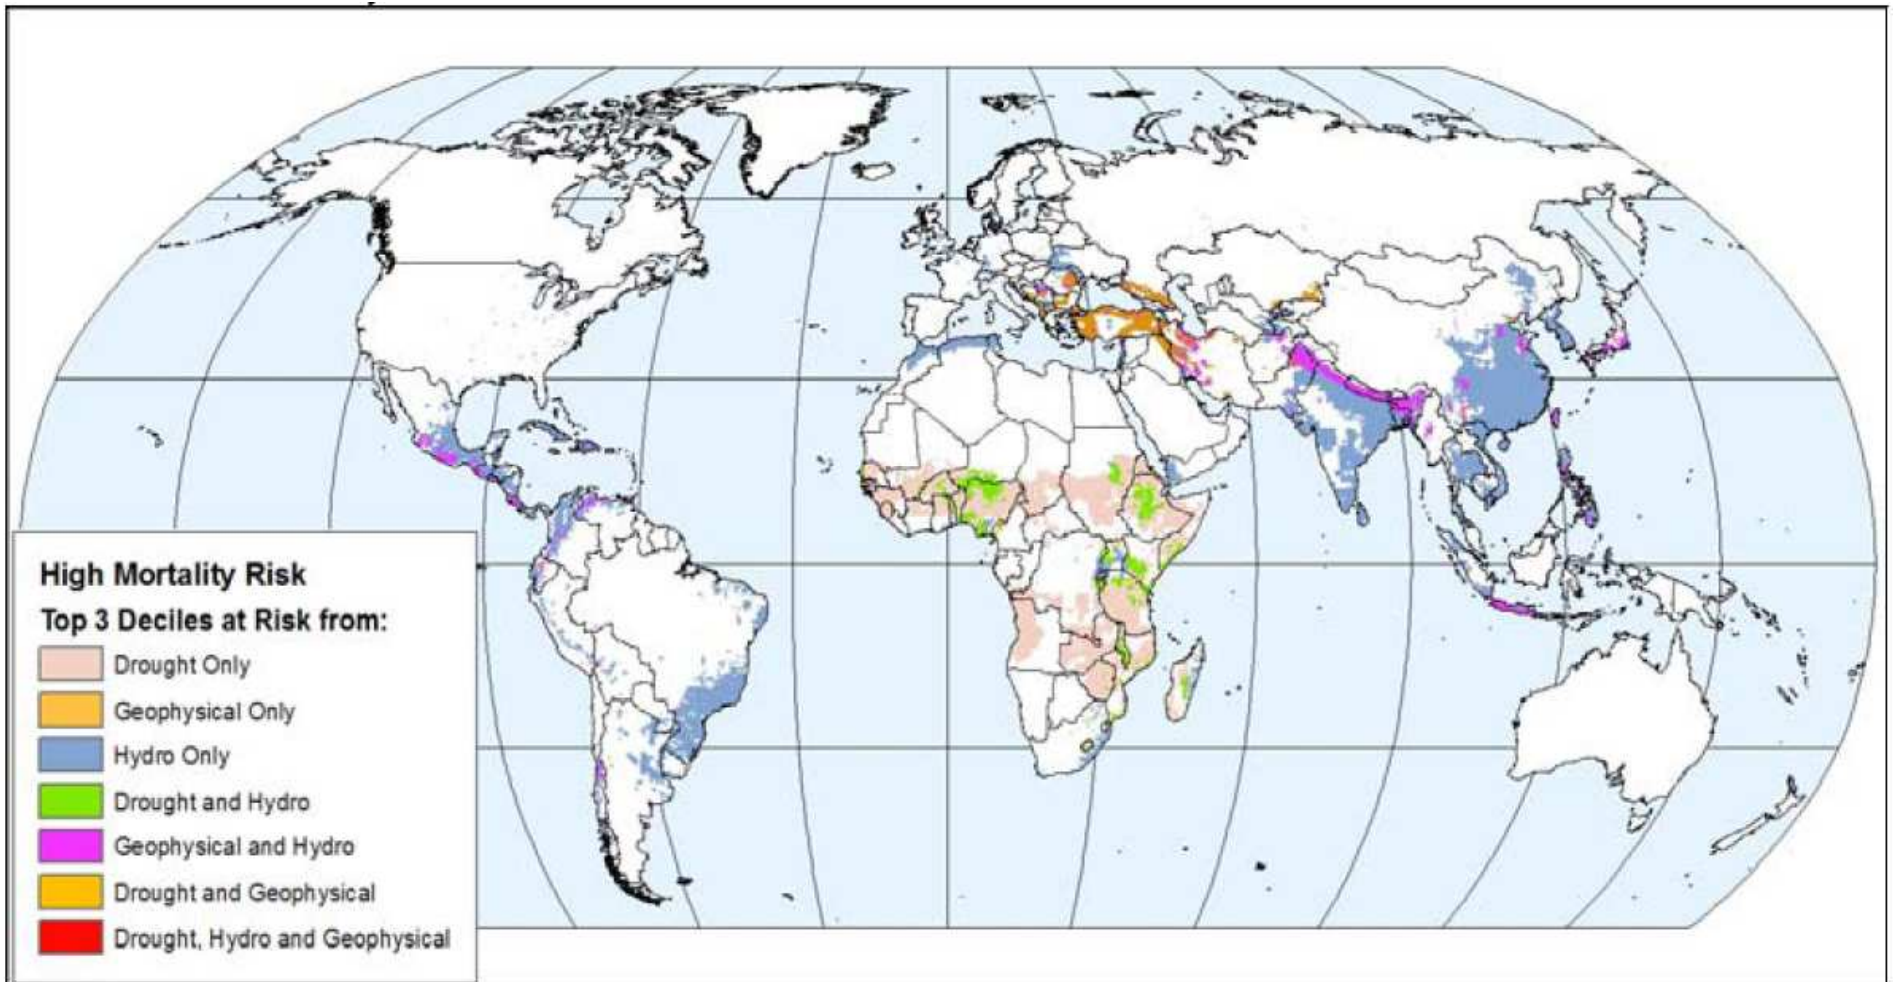 High Mortality Risk
Top 3 Deciles at Risk from:
Drought Only
Geophysical Only
Hydro Only
Drought and Hydro
Geophysical and Hydro
Drought and Geophysical
Drought, Hydro and Geophysical